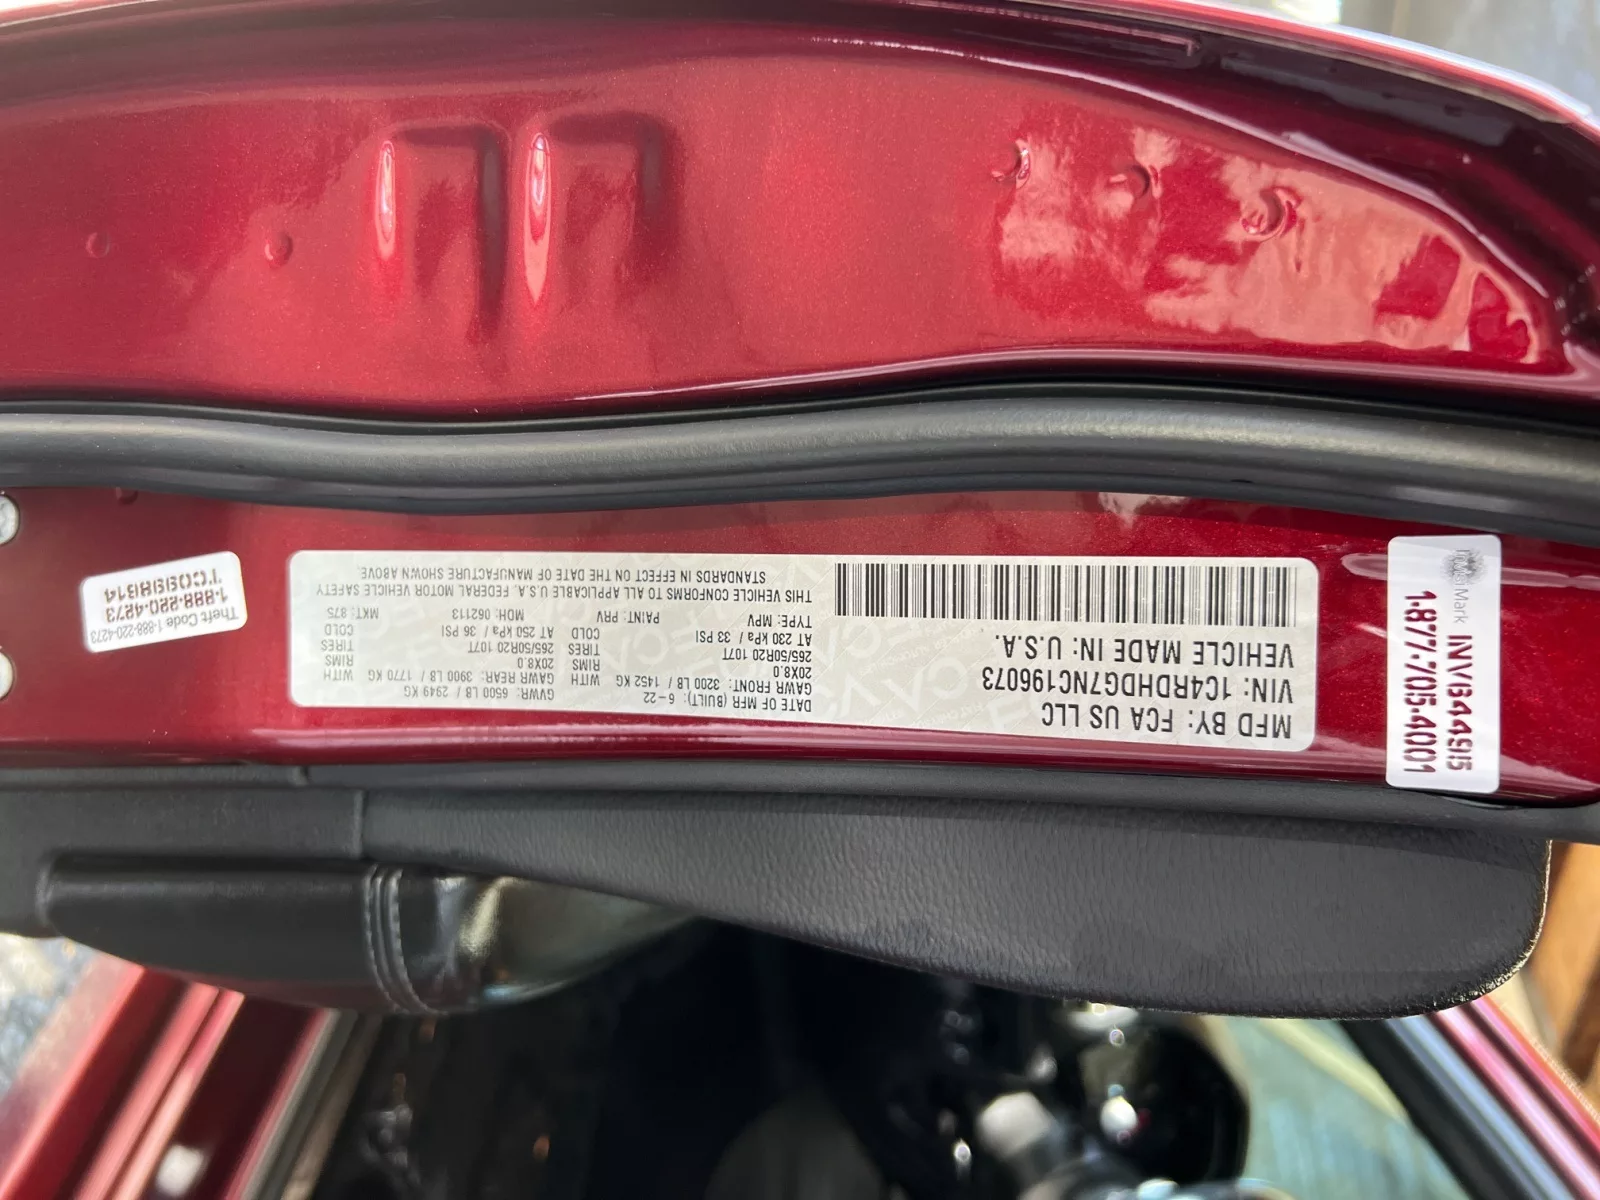 MFD BY: FCA US LLC
VIN: 1C4RDHDG7NC196073
VEHICLE MADE IN: U.S.A.
DATE OF MFR (BUILT): 6-22
GVWR: 6500 LB / 2949 KG
GAWR FRONT: 3200 LB / 1452 KG
WITH
GAWR REAR: 3900 LB / 1770 KG
WITH
20X8.0
RIMS
20X8.0
RIMS
265/50R20 107T
TIRES
265/50R20 107T
TIRES
AT 230 kPa / 33 PSI
COLD
AT 250 kPa / 36 PSI
COLD
TYPE: MPV
PAINT: PRV
MDH: 062113
MKT: 875
THIS VEHICLE CONFORMS TO ALL APPLICABLE U.S.A. FEDERAL MOTOR VEHICLE SAFETY
STANDARDS IN EFFECT ON THE DATE OF MANUFACTURE SHOWN ABOVE.
Theft Code 1-888-220-4273
1-888-220-4273
TC0998614
Mark
INVB44915
1-877-705-4001